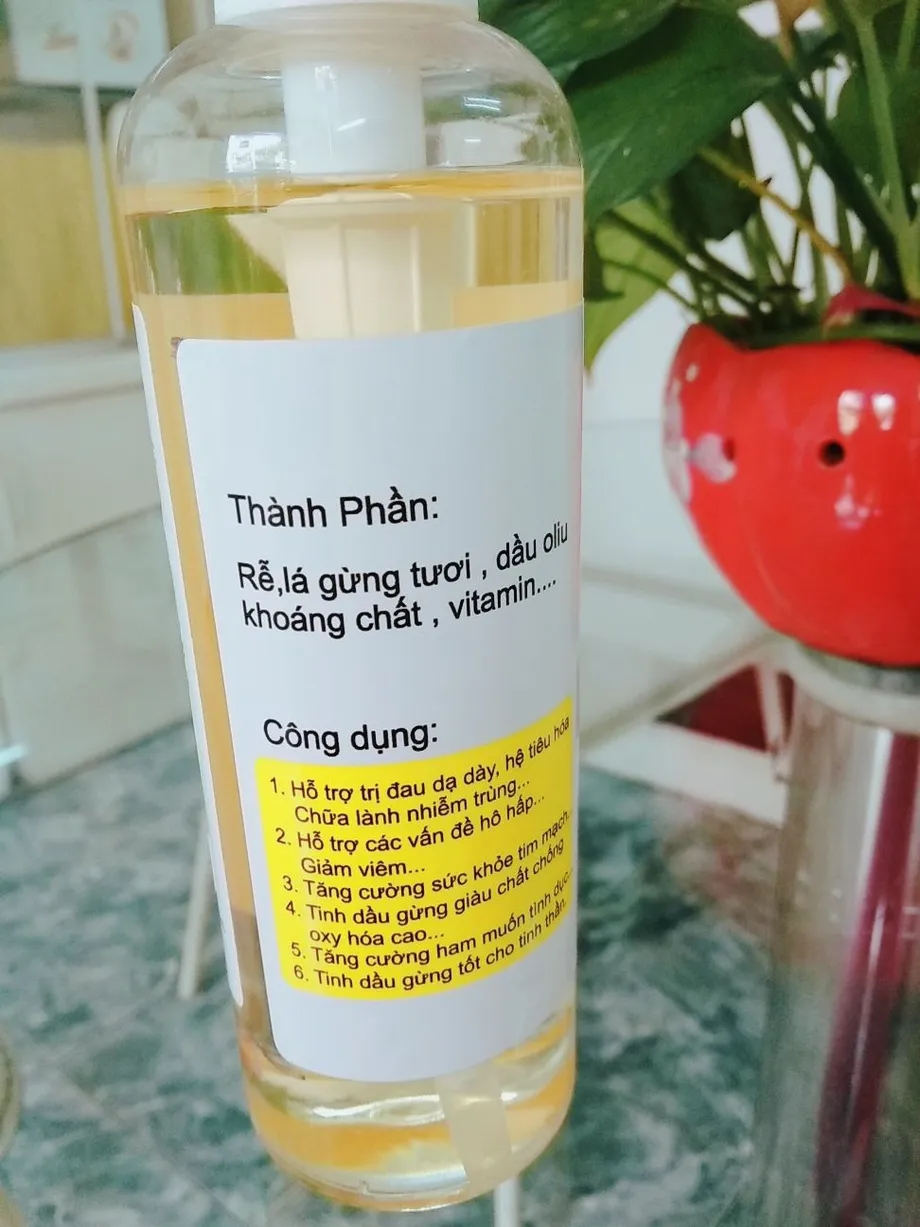 Thành Phần:
Rễ,lá gừng tươi , dầu oliu
khoáng chất , vitamin....
Công dụng:
1. Hỗ trợ trị đau dạ dày, hệ tiêu hóa
Chữa lành nhiễm trùng...
2. Hỗ trợ các vấn đề hô hấp...
Giảm viêm...
3. Tăng cường sức khỏe tim mạch.
4. Tinh dầu gừng giàu chất chống
oxy hóa cao...
5. Tăng cường ham muốn tình dục.
6. Tinh dầu gừng tốt cho tinh thần.